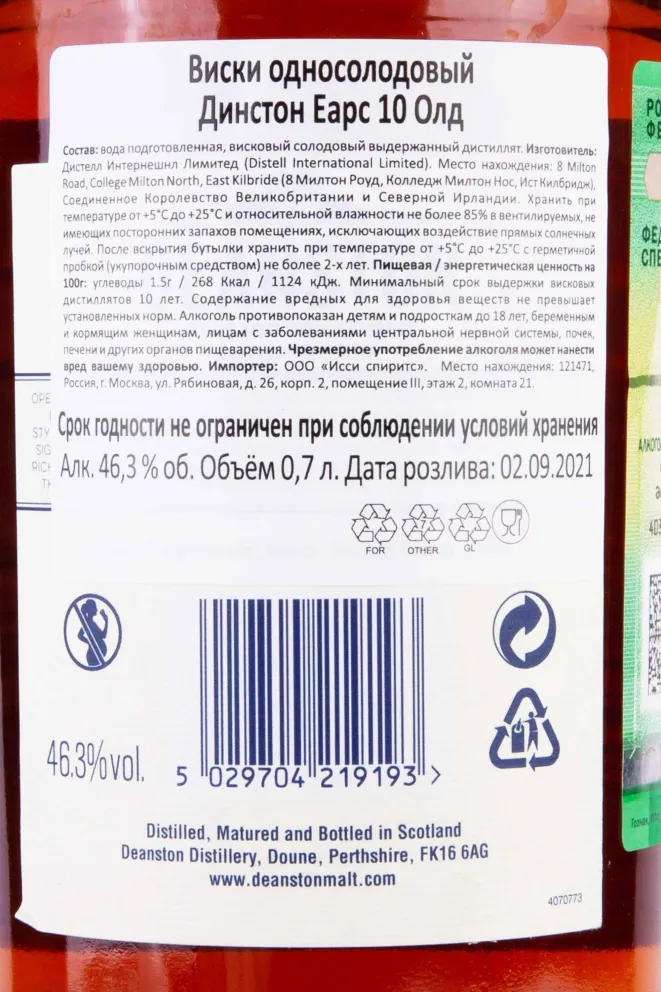 Виски односолодовый
Динстон Еарс 10 Олд
Состав: вода подготовленная, висковый солодовый выдержанный дистиллят. Изготовитель:
Дистелл Интернешнл Лимитед (Distell International Limited). Место нахождения: 8 Milton
Road, College Milton North, East Kilbride (8 Милтон Роуд, Колледж Милтон Нос, Ист Килбридж),
Соединенное Королевство Великобритании и Северной Ирландии. Хранить при
температуре от +5°C до +25°C и относительной влажности не более 85% в вентилируемых, не
имеющих посторонних запахов помещениях, исключающих воздействие прямых солнечных
лучей. После вскрытия бутылки хранить при температуре от +5°C до +25°C с герметичной
пробкой (укупорочным средством) не более 2-х лет. Пищевая / энергетическая ценность на
100г: углеводы 1.5г / 268 Ккал / 1124 кДж. Минимальный срок выдержки висковых
дистиллятов 10 лет. Содержание вредных для здоровья веществ не превышает
установленных норм. Алкоголь противопоказан детям и подросткам до 18 лет, беременным
и кормящим женщинам, лицам с заболеваниями центральной нервной системы, почек,
печени и других органов пищеварения. Чрезмерное употребление алкоголя может нанести
вред вашему здоровью. Импортер: ООО «Исси спиритс». Место нахождения: 121471,
Россия, г. Москва, ул. Рябиновая, д. 26, корп. 2, помещение III, этаж 2, комната 21.
Срок годности не ограничен при соблюдении условий хранения
Алк. 46,3 % об. Объём 0,7 л. Дата розлива: 02.09.2021
FOR 7 OTHER GL
46.3%vol.
5 029704 219193 >
Distilled, Matured and Bottled in Scotland
Deanston Distillery, Doune, Perthshire, FK16 6AG
www.deanstonmalt.com
4070773